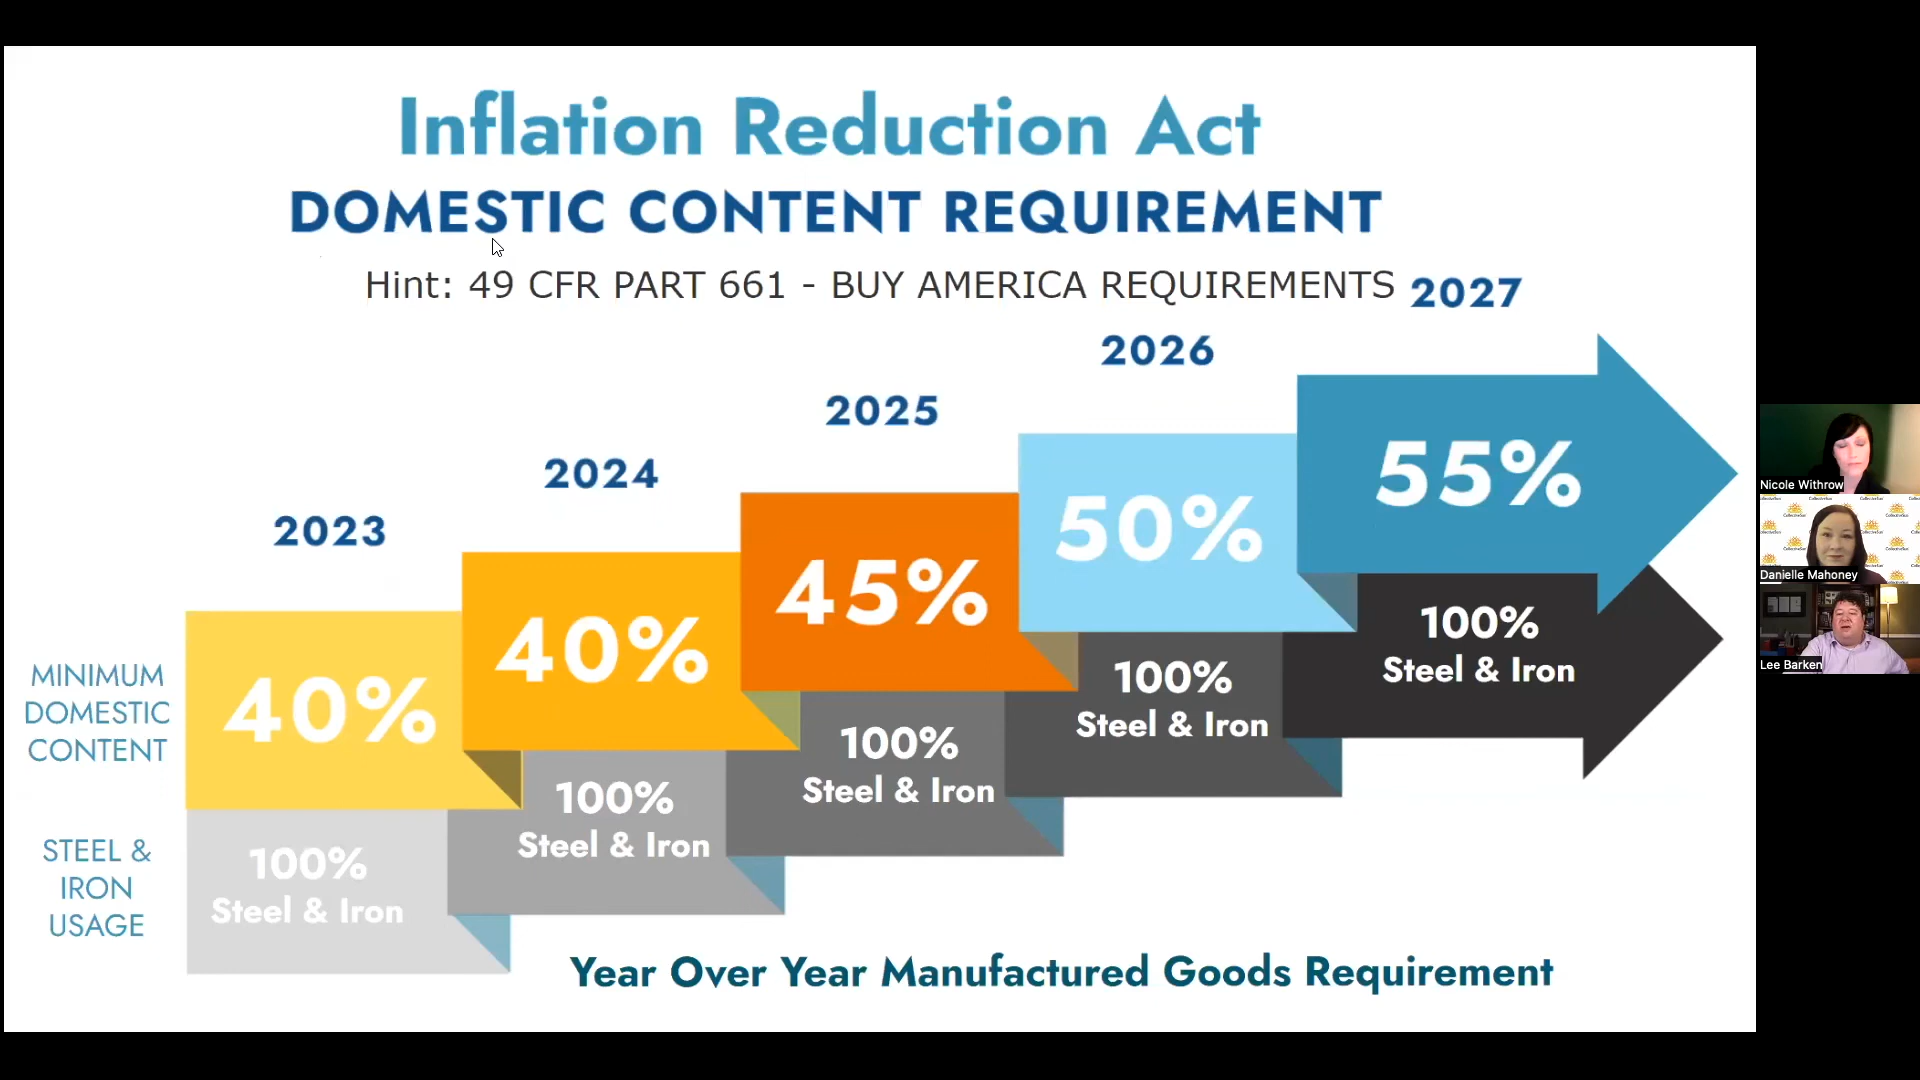 Inflation Reduction Act
DOMESTIC CONTENT REQUIREMENT
Hint: 49 CFR PART 661 - BUY AMERICA REQUIREMENTS
2023
2024
2025
2026
2027
MINIMUM
DOMESTIC
CONTENT
40%
40%
45%
50%
55%
STEEL &
IRON
USAGE
100%
Steel & Iron
100%
Steel & Iron
100%
Steel & Iron
100%
Steel & Iron
100%
Steel & Iron
Year Over Year Manufactured Goods Requirement
Nicole Withrow
CollectiveSun
Danielle Mahoney
Lee Barken